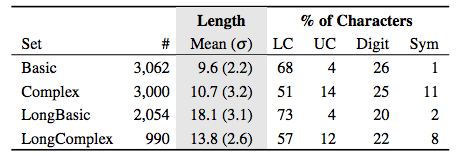 Length % of Characters
Set # Mean (σ) LC UC Digit Sym
Basic 3,062 9.6 (2.2) 68 4 26 1
Complex 3,000 10.7 (3.2) 51 14 25 11
LongBasic 2,054 18.1 (3.1) 73 4 20 2
LongComplex 990 13.8 (2.6) 57 12 22 8